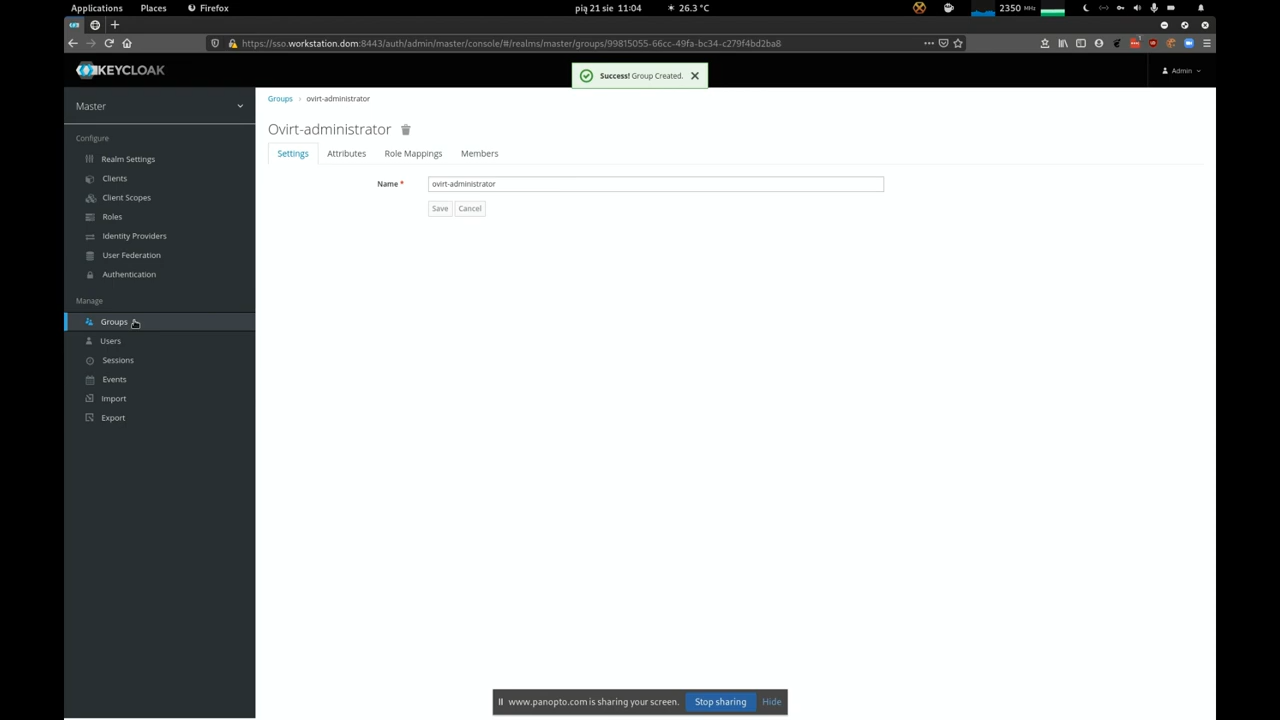 Applications Places Firefox pią 21 sie 11:04 26.3 °C 2350 MHz
https://sso.workstation.dom:8443/auth/admin/master/console/#/realms/master/groups/99815055-66cc-49fa-bc34-c279f4bd2ba8
KEYCLOAK
Success! Group Created.
Admin
Master
Groups › ovirt-administrator
Ovirt-administrator
Settings Attributes Role Mappings Members
Name *
ovirt-administrator
Save Cancel
Configure
Realm Settings
Clients
Client Scopes
Roles
Identity Providers
User Federation
Authentication
Manage
Groups
Users
Sessions
Events
Import
Export
www.panopto.com is sharing your screen. Stop sharing Hide